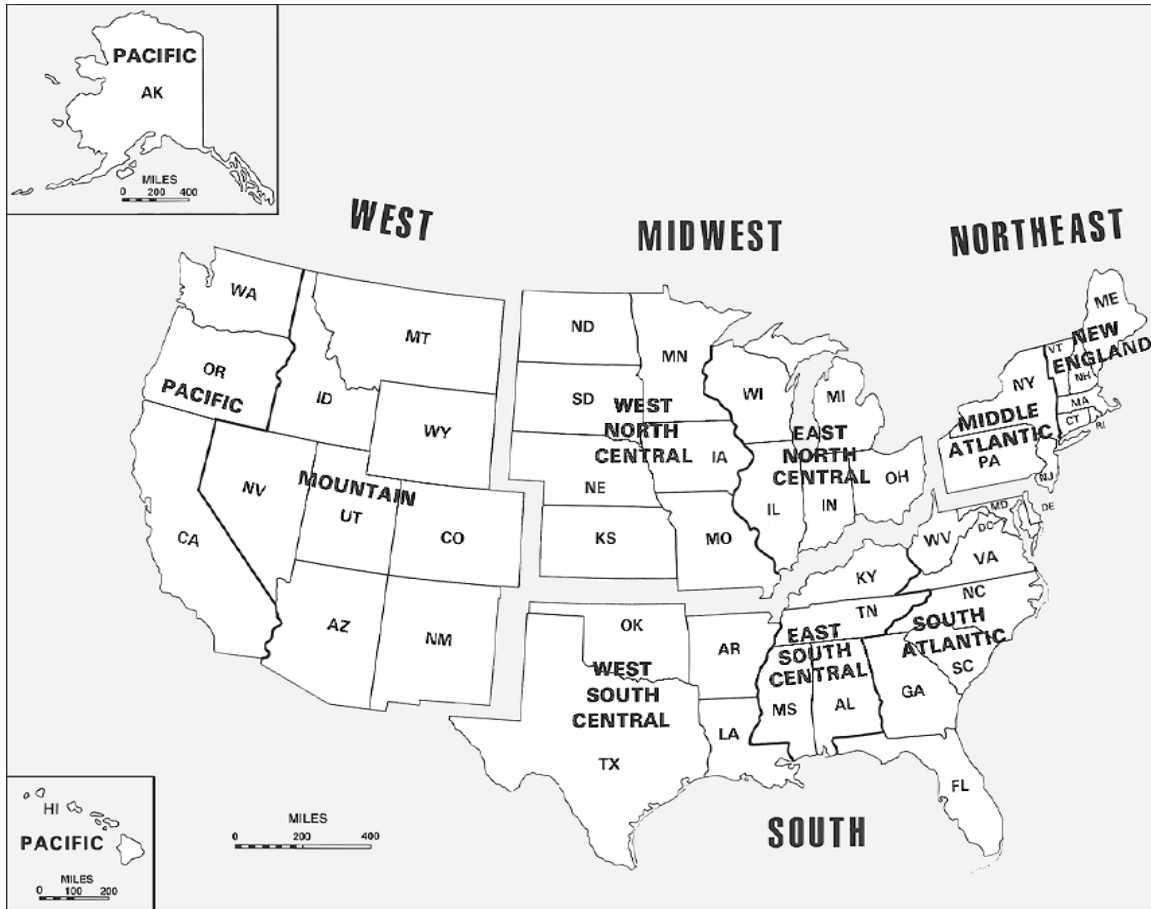 PACIFIC
AK
MILES
0 200 400
WEST
MIDWEST
NORTHEAST
WA
MT
ND
MN
ME
OR
PACIFIC
ID
WY
SD
WEST
NORTH
CENTRAL
WI
MI
EAST
NORTH
CENTRAL
VT
NEW
ENGLAND
NH
NY
MA
CT
RI
MIDDLE
ATLANTIC
PA
NJ
NV
MOUNTAIN
UT
CO
CA
NE
IA
KS
MO
IL
IN
OH
MD
DE
DC
WV
VA
KY
NC
TN
AZ
NM
OK
AR
EAST
SOUTH
CENTRAL
SOUTH
ATLANTIC
SC
WEST
SOUTH
CENTRAL
MS
AL
GA
LA
TX
FL
SOUTH
HI
PACIFIC
MILES
0 100 200
MILES
0 200 400